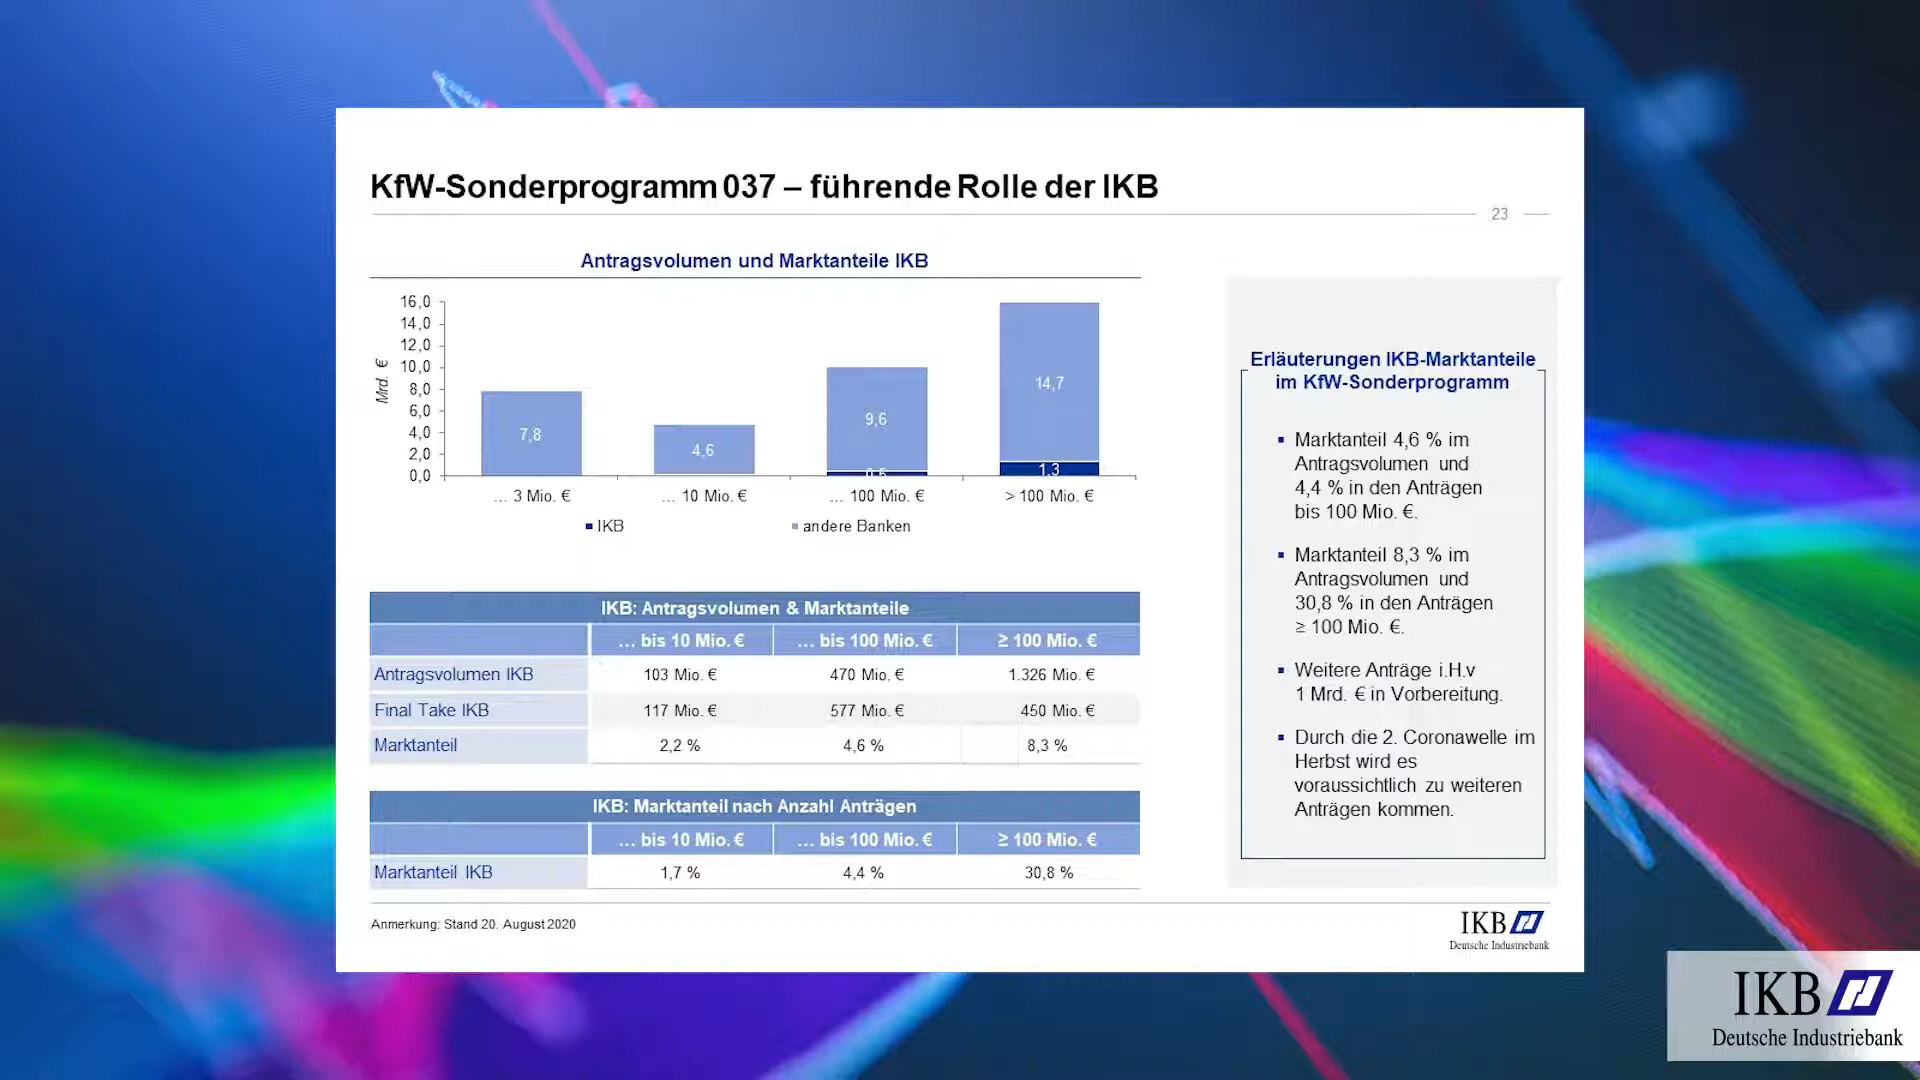 KfW-Sonderprogramm 037 – führende Rolle der IKB
23
Antragsvolumen und Marktanteile IKB
Mrd. €
16,0
14,0
12,0
10,0
8,0
6,0
4,0
2,0
0,0
7,8
4,6
9,6
14,7
1,3
... 3 Mio. €
... 10 Mio. €
... 100 Mio. €
> 100 Mio. €
IKB
andere Banken
IKB: Antragsvolumen & Marktanteile
... bis 10 Mio. € ... bis 100 Mio. € ≥ 100 Mio. €
Antragsvolumen IKB 103 Mio. € 470 Mio. € 1.326 Mio. €
Final Take IKB 117 Mio. € 577 Mio. € 450 Mio. €
Marktanteil 2,2 % 4,6 % 8,3 %
IKB: Marktanteil nach Anzahl Anträgen
... bis 10 Mio. € ... bis 100 Mio. € ≥ 100 Mio. €
Marktanteil IKB 1,7 % 4,4 % 30,8 %
Erläuterungen IKB-Marktanteile
im KfW-Sonderprogramm
▪ Marktanteil 4,6 % im
Antragsvolumen und
4,4 % in den Anträgen
bis 100 Mio. €.
▪ Marktanteil 8,3 % im
Antragsvolumen und
30,8 % in den Anträgen
≥ 100 Mio. €.
▪ Weitere Anträge i.H.v
1 Mrd. € in Vorbereitung.
▪ Durch die 2. Coronawelle im
Herbst wird es
voraussichtlich zu weiteren
Anträgen kommen.
Anmerkung: Stand 20. August 2020
IKB
Deutsche Industriebank
IKB
Deutsche Industriebank